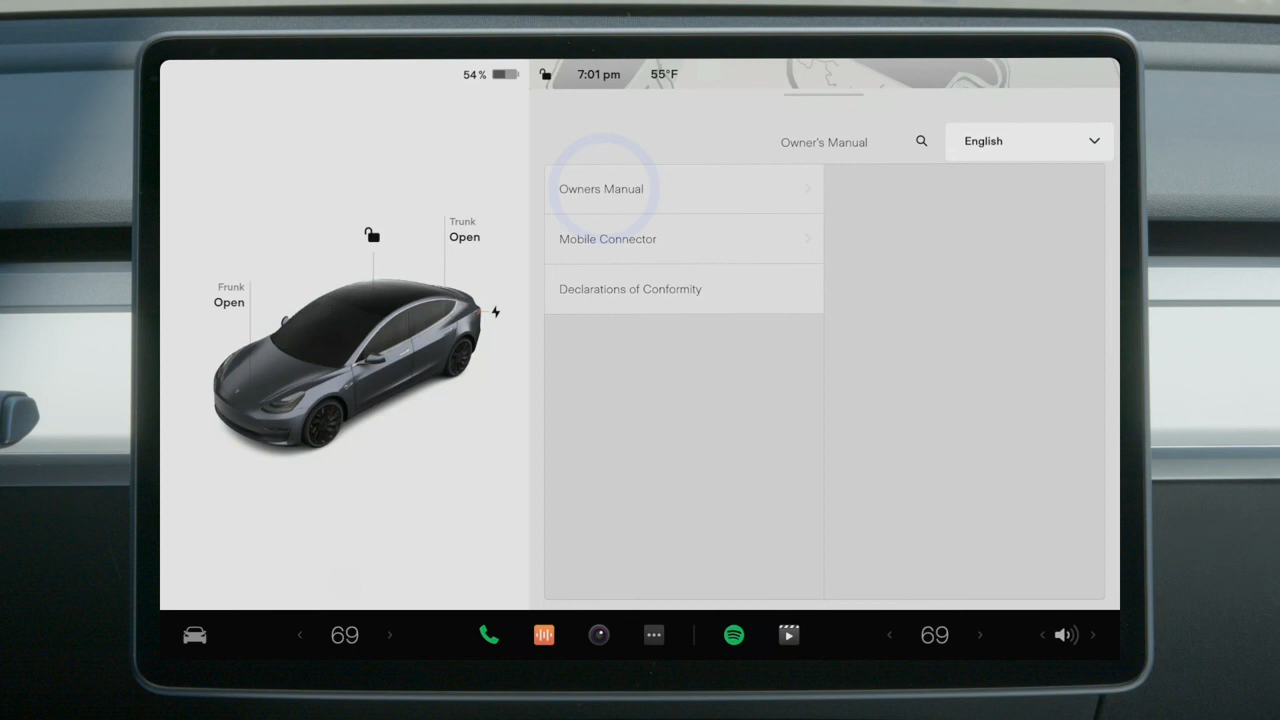 54 %
7:01 pm
55°F
Owner's Manual
English
Owners Manual
Mobile Connector
Declarations of Conformity
Trunk
Open
Frunk
Open
69
69